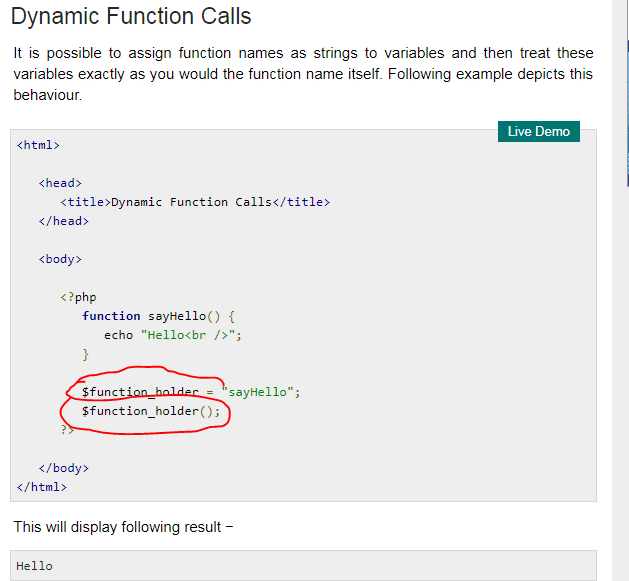 Dynamic Function Calls
It is possible to assign function names as strings to variables and then treat these
variables exactly as you would the function name itself. Following example depicts this
behaviour.
Live Demo
<html>
<head>
<title>Dynamic Function Calls</title>
</head>
<body>
<?php
function sayHello() {
echo "Hello<br />";
}
$function_holder = "sayHello";
$function_holder();
?>
</body>
</html>
This will display following result −
Hello